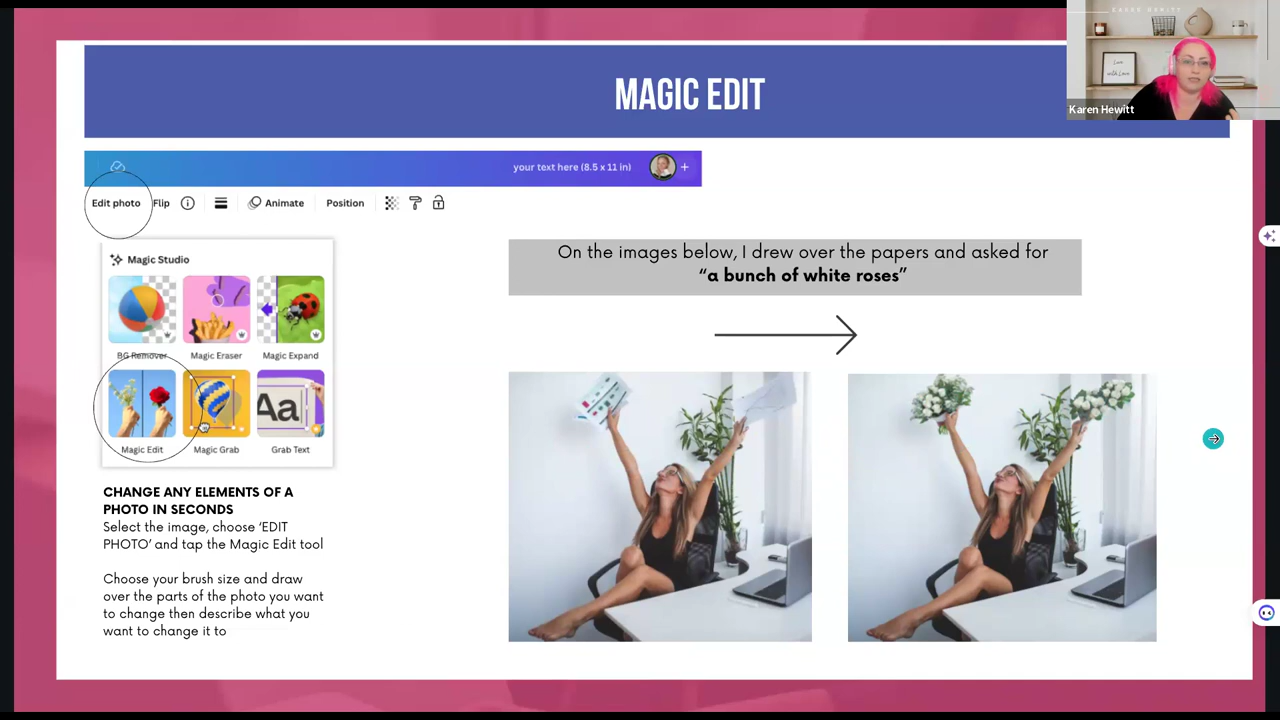 KAREN HEWITT
MAGIC EDIT
Karen Hewitt
your text here (8.5 x 11 in)
+
Edit photo
Flip
Animate
Position
Magic Studio
BG Remover
Magic Eraser
Magic Expand
Aa
Magic Edit
Magic Grab
Grab Text
On the images below, I drew over the papers and asked for
“a bunch of white roses”
CHANGE ANY ELEMENTS OF A
PHOTO IN SECONDS
Select the image, choose ‘EDIT
PHOTO’ and tap the Magic Edit tool
Choose your brush size and draw
over the parts of the photo you want
to change then describe what you
want to change it to